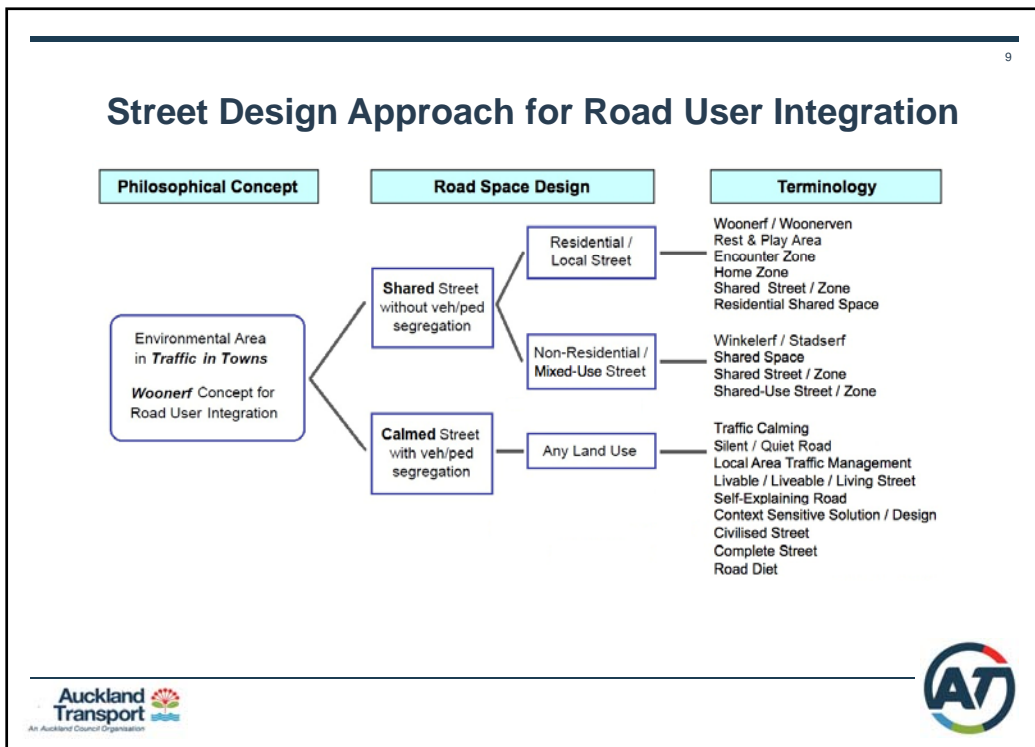 9
Street Design Approach for Road User Integration
Philosophical Concept
Road Space Design
Terminology
Environmental Area
in Traffic in Towns
Woonerf Concept for
Road User Integration
Shared Street
without veh/ped
segregation
Calmed Street
with veh/ped
segregation
Residential /
Local Street
Non-Residential /
Mixed-Use Street
Any Land Use
Woonerf / Woonerven
Rest & Play Area
Encounter Zone
Home Zone
Shared Street / Zone
Residential Shared Space
Winkelerf / Stadserf
Shared Space
Shared Street / Zone
Shared-Use Street / Zone
Traffic Calming
Silent / Quiet Road
Local Area Traffic Management
Livable / Liveable / Living Street
Self-Explaining Road
Context Sensitive Solution / Design
Civilised Street
Complete Street
Road Diet
Auckland
Transport
An Auckland Council Organisation
AT